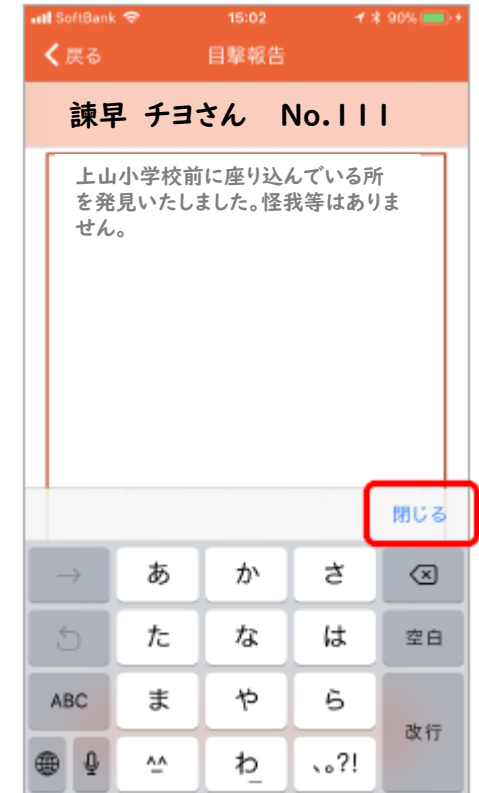 SoftBank 15:02 90%
戻る 目撃報告
諫早 チヨさん No.111
上山小学校前に座り込んでいる所
を発見いたしました。怪我等はありま
せん。
閉じる
→ あ か さ
た な は 空白
ABC ま や ら 改行
^^ わ_ 、。?!